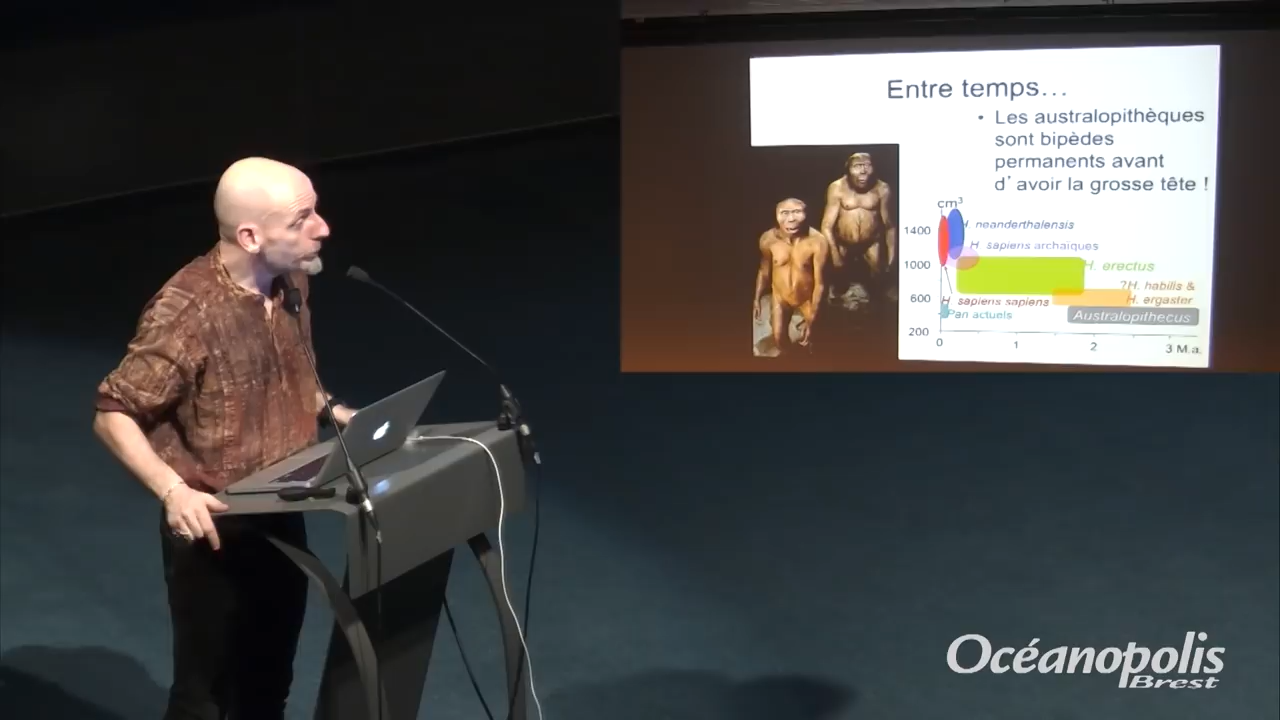 Entre temps…
• Les australopithèques
sont bipèdes
permanents avant
d'avoir la grosse tête !
cm³
1400
1000
600
200
H. neanderthalensis
H. sapiens archaiques
H. erectus
?H. habilis &
H. ergaster
H. sapiens sapiens
Pan actuels
Australopithecus
0
1
2
3 M.a.
Océanopolis
Brest